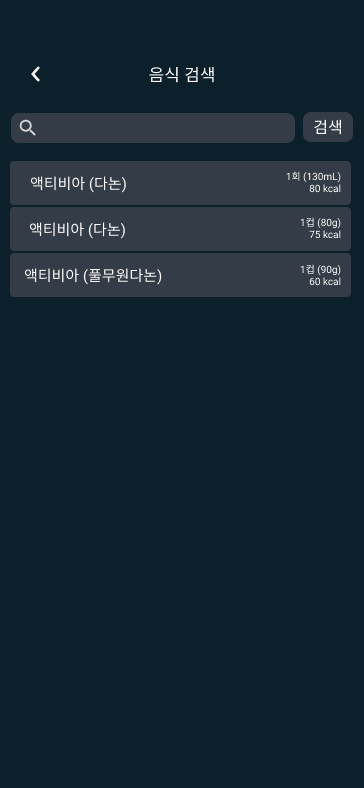 음식 검색
검색
액티비아 (다논)
1회 (130mL)
80 kcal
액티비아 (다논)
1컵 (80g)
75 kcal
액티비아 (풀무원다논)
1컵 (90g)
60 kcal